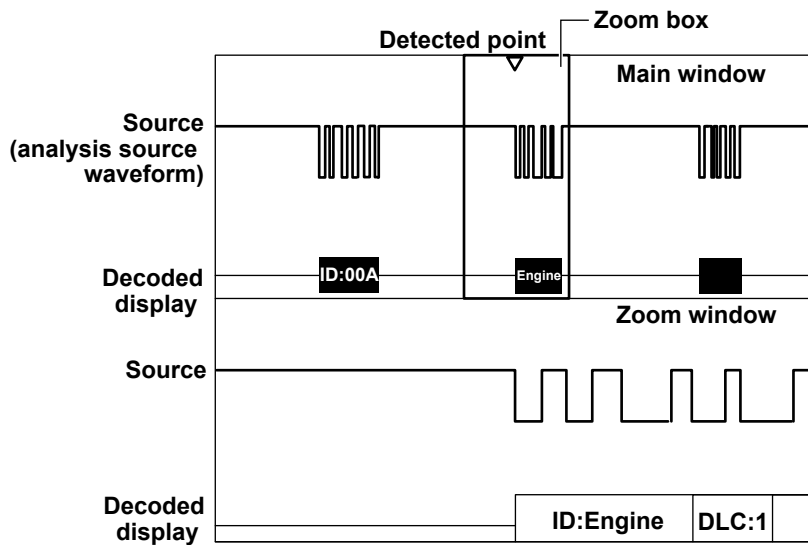 Zoom box
Detected point
Main window
Source
(analysis source
waveform)
ID:00A
Engine
Decoded
display
Zoom window
Source
Decoded
display
ID:Engine
DLC:1